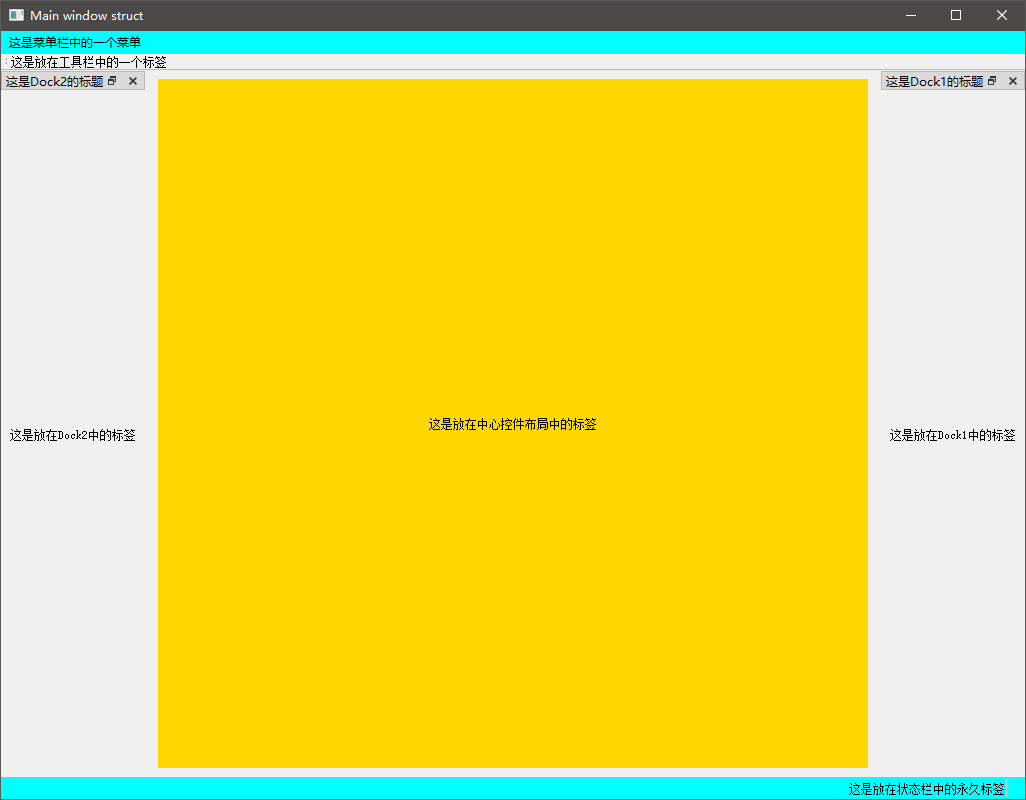 Main window struct
这是菜单栏中的一个菜单
这是放在工具栏中的一个标签
这是Dock2的标题
这是Dock1的标题
这是放在中心控件布局中的标签
这是放在Dock2中的标签
这是放在Dock1中的标签
这是放在状态栏中的永久标签